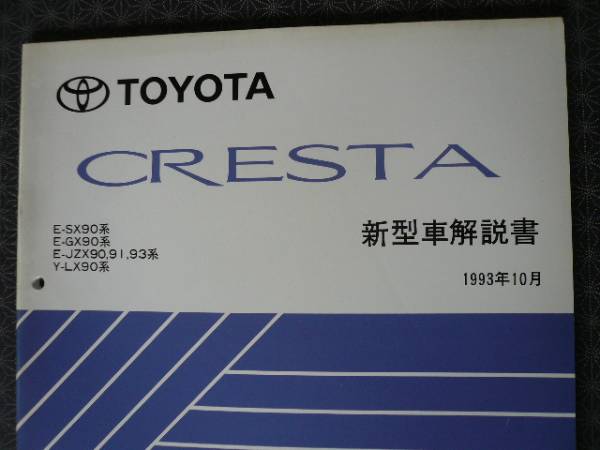 TOYOTA
CRESTA
E-SX90系
E-GX90系
E-JZX90,91,93系
Y-LX90系
新型車解説書
1993年10月